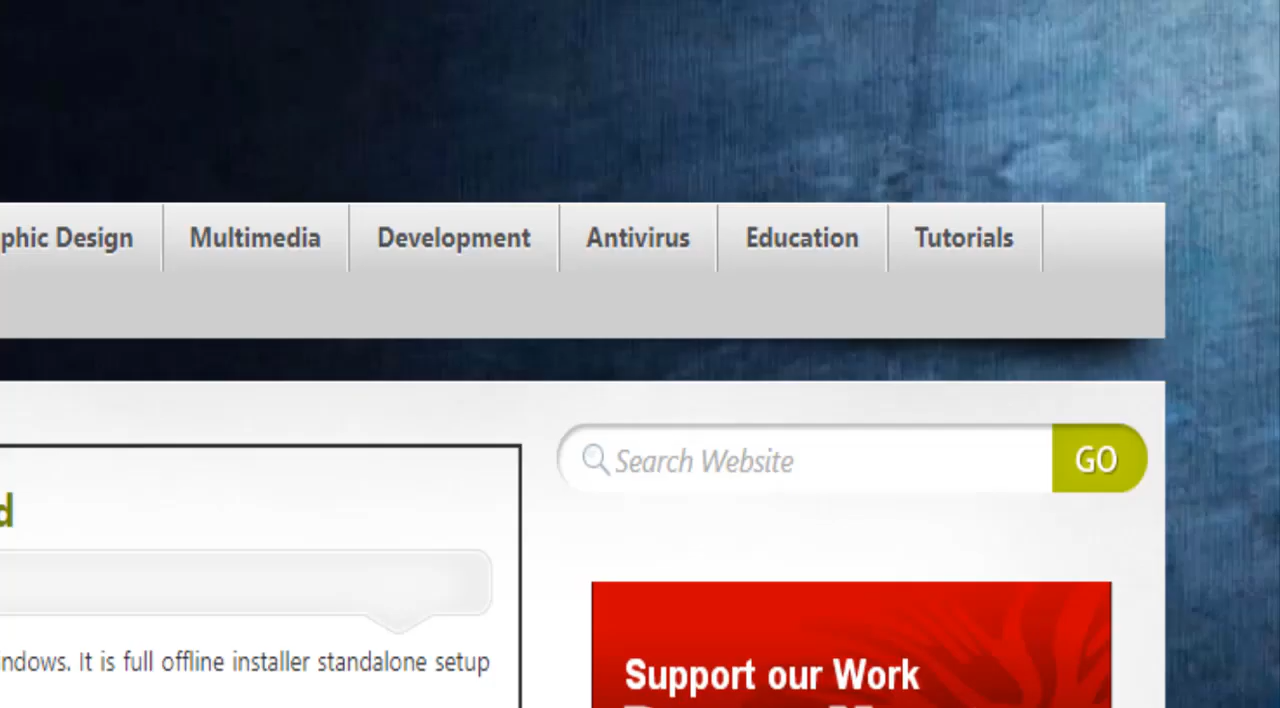 phic Design Multimedia Development Antivirus Education Tutorials
Search Website GO
d
ndows. It is full offline installer standalone setup
Support our Work